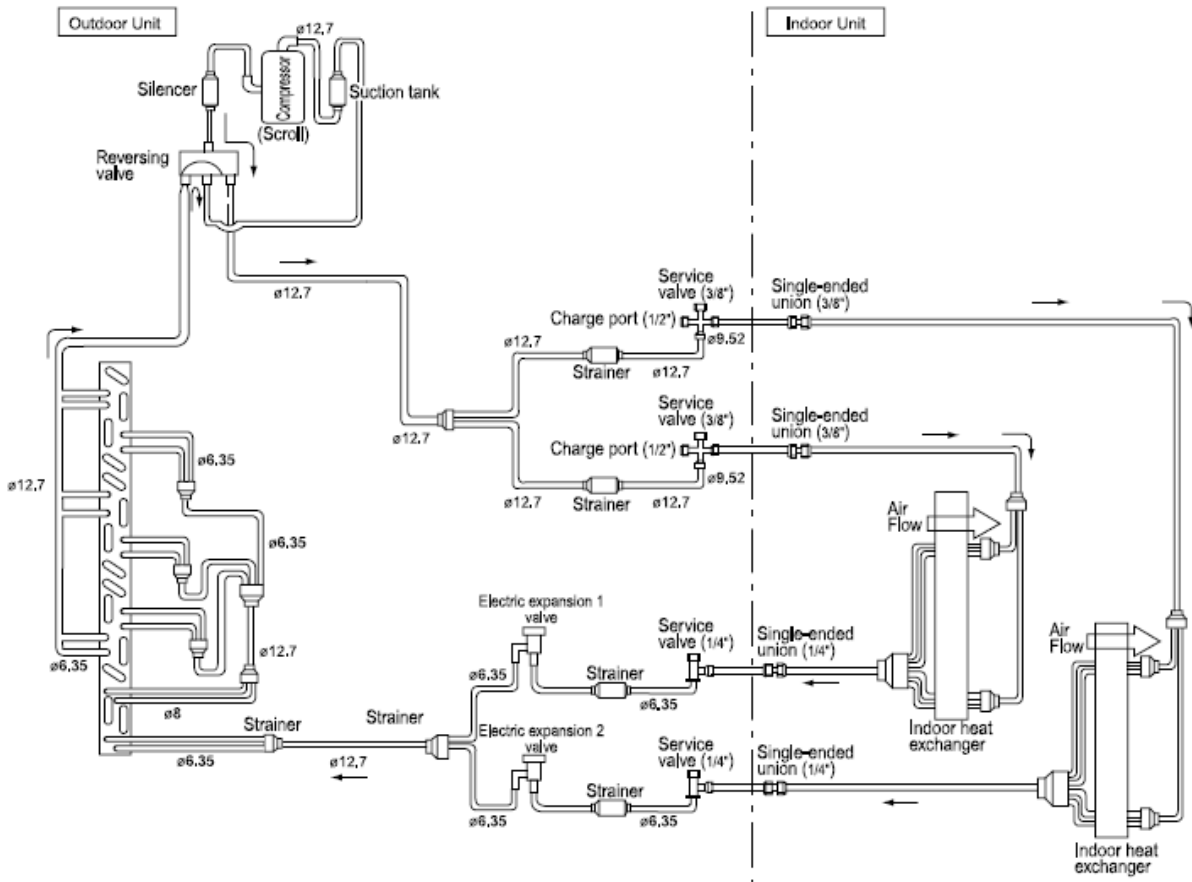 Outdoor Unit
Indoor Unit
ø12,7
Silencer
Compressor
(Scroll)
Suction tank
Reversing
valve
ø12.7
Service
valve (3/8")
Single-ended
union (3/8")
Charge port (1/2")
ø12.7
ø9.52
Strainer
ø12.7
Service
valve (3/8")
Single-ended
union (3/8")
ø12.7
Charge port (1/2")
ø9,52
ø12.7
Strainer
ø12.7
ø6.35
ø12.7
ø6.35
Air
Flow
Electric expansion 1
valve
Service
valve (1/4")
Single-ended
union (1/4")
Air
Flow
ø6,35
ø12.7
ø6.35
Strainer
ø6.35
ø8
Strainer
Strainer
Electric expansion 2
valve
Service
valve (1/4")
Single-ended
union (1/4")
Indoor heat
exchanger
ø6.35
ø12,7
ø6,35
Strainer
ø6,35
Indoor heat
exchanger